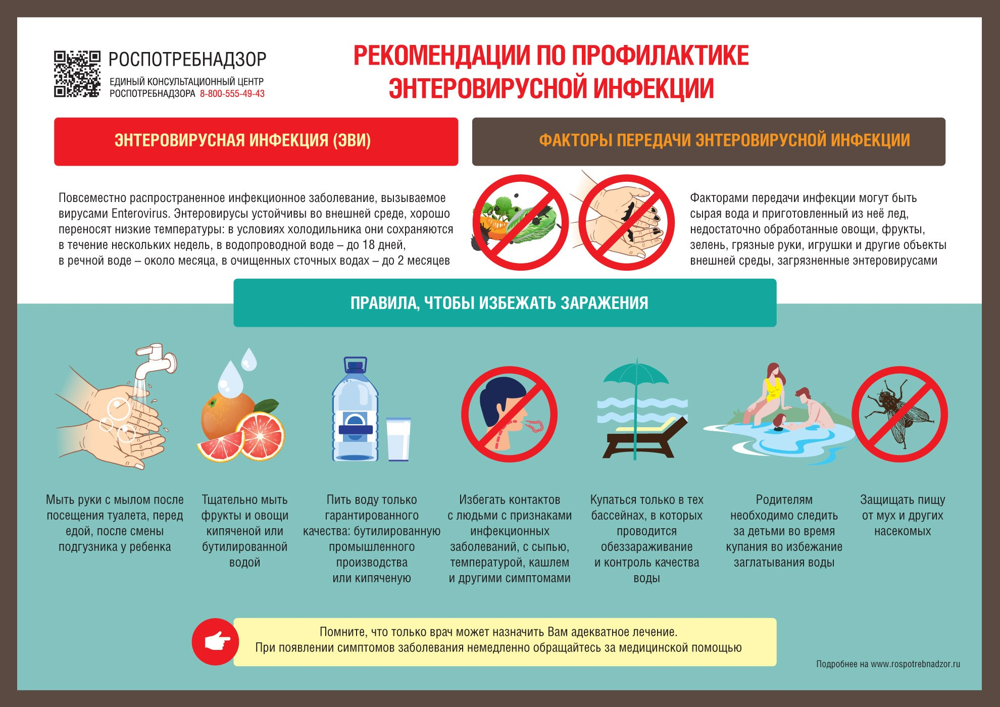 РОСПОТРЕБНАДЗОР
ЕДИНЫЙ КОНСУЛЬТАЦИОННЫЙ ЦЕНТР
РОСПОТРЕБНАДЗОРА 8-800-555-49-43
РЕКОМЕНДАЦИИ ПО ПРОФИЛАКТИКЕ
ЭНТЕРОВИРУСНОЙ ИНФЕКЦИИ
ЭНТЕРОВИРУСНАЯ ИНФЕКЦИЯ (ЭВИ)
Повсеместно распространенное инфекционное заболевание, вызываемое
вирусами Enterovirus. Энтеровирусы устойчивы во внешней среде, хорошо
переносят низкие температуры: в условиях холодильника они сохраняются
в течение нескольких недель, в водопроводной воде – до 18 дней,
в речной воде – около месяца, в очищенных сточных водах – до 2 месяцев
ФАКТОРЫ ПЕРЕДАЧИ ЭНТЕРОВИРУСНОЙ ИНФЕКЦИИ
Факторами передачи инфекции могут быть
сырая вода и приготовленный из неё лед,
недостаточно обработанные овощи, фрукты,
зелень, грязные руки, игрушки и другие объекты
внешней среды, загрязненные энтеровирусами
ПРАВИЛА, ЧТОБЫ ИЗБЕЖАТЬ ЗАРАЖЕНИЯ
Мыть руки с мылом после
посещения туалета, перед
едой, после смены
подгузника у ребенка
Тщательно мыть
фрукты и овощи
кипяченой или
бутилированной
водой
Пить воду только
гарантированного
качества: бутилированную
промышленного
производства
или кипяченую
Избегать контактов
с людьми с признаками
инфекционных
заболеваний, с сыпью,
температурой, кашлем
и другими симптомами
Купаться только в тех
бассейнах, в которых
проводится
обеззараживание
и контроль качества
воды
Родителям
необходимо следить
за детьми во время
купания во избежание
заглатывания воды
Защищать пищу
от мух и других
насекомых
Помните, что только врач может назначить Вам адекватное лечение.
При появлении симптомов заболевания немедленно обращайтесь за медицинской помощью
Подробнее на www.rospotrebnadzor.ru